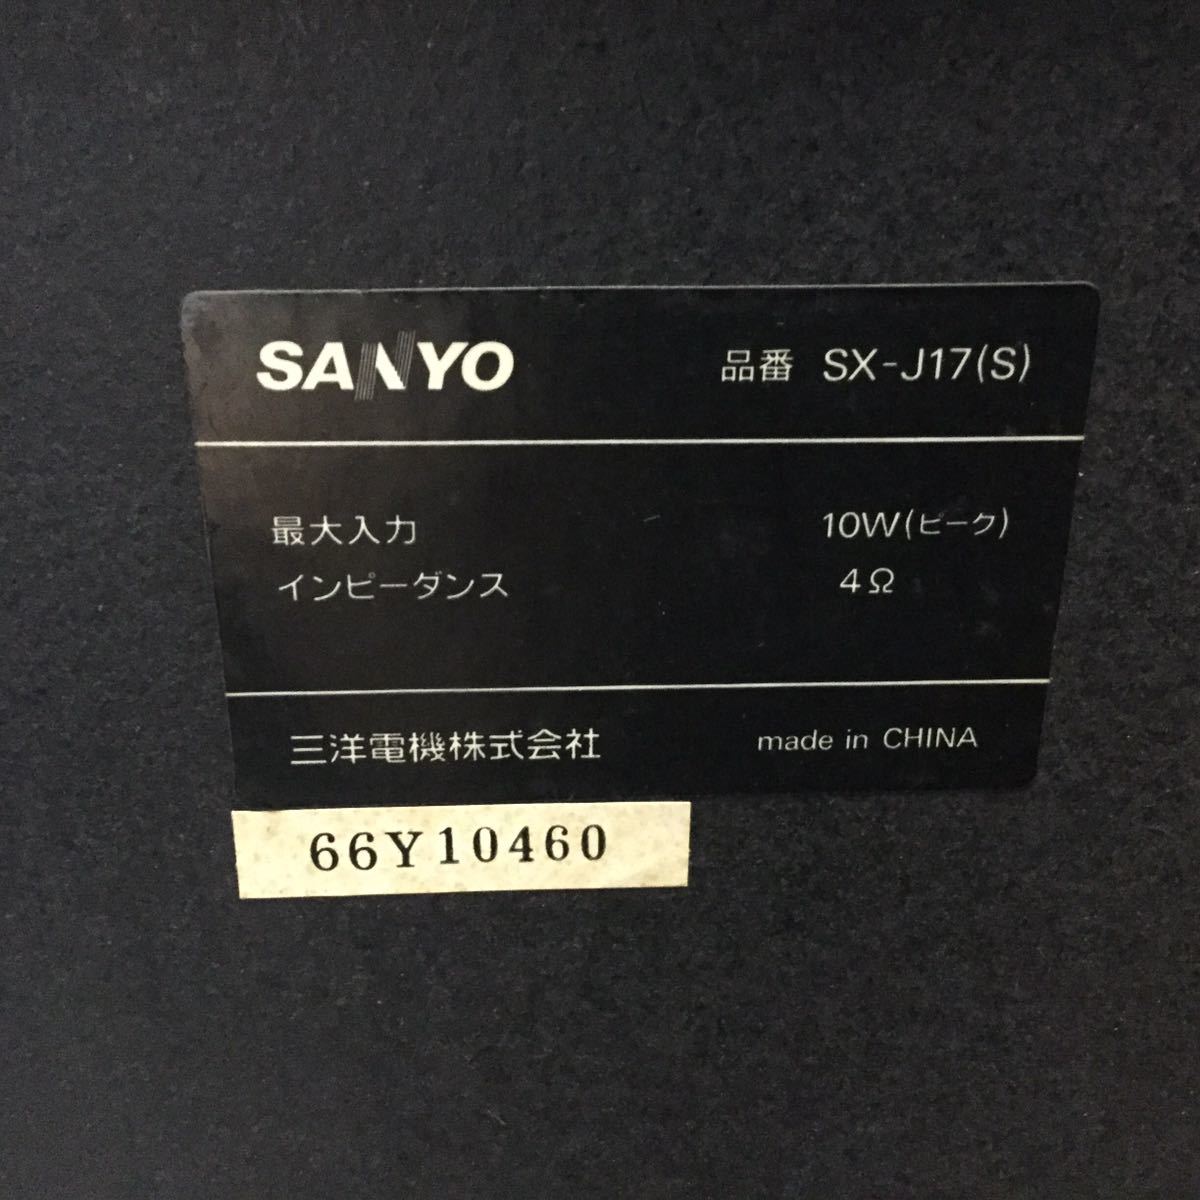 SANYO 品番 SX-J17(S)
最大入力 10W(ピーク)
インピーダンス 4Ω
三洋電機株式会社 made in CHINA
66Y10460